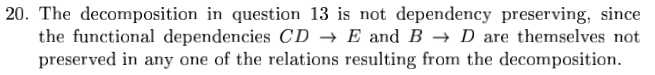 20. The decomposition in question 13 is not dependency preserving, since
the functional dependencies CD → E and B → D are themselves not
preserved in any one of the relations resulting from the decomposition.